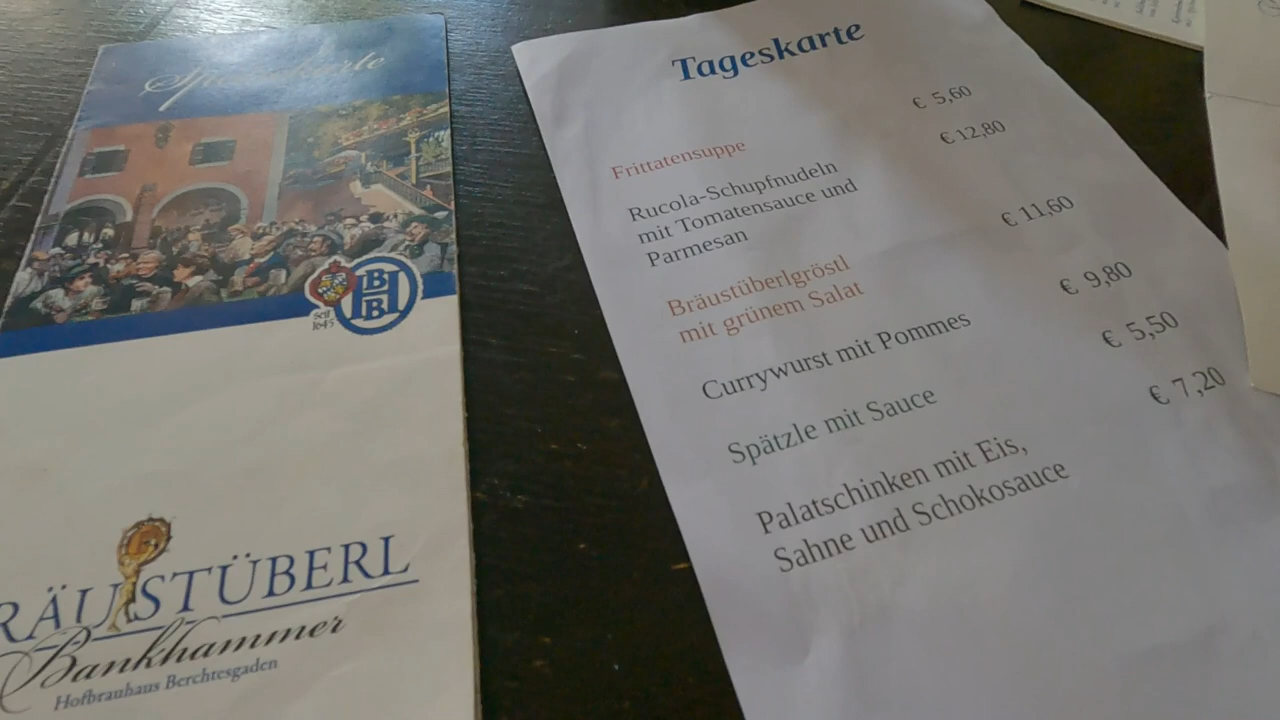 Speisekarte
seit
1645
BRÄUSTÜBERL
Bankhammer
Hofbrauhaus Berchtesgaden
Tageskarte
Frittatensuppe € 5,60
Rucola-Schupfnudeln € 12,80
mit Tomatensauce und
Parmesan
Bräustüberlgröstl € 11,60
mit grünem Salat
Currywurst mit Pommes € 9,80
Spätzle mit Sauce € 5,50
Palatschinken mit Eis, € 7,20
Sahne und Schokosauce